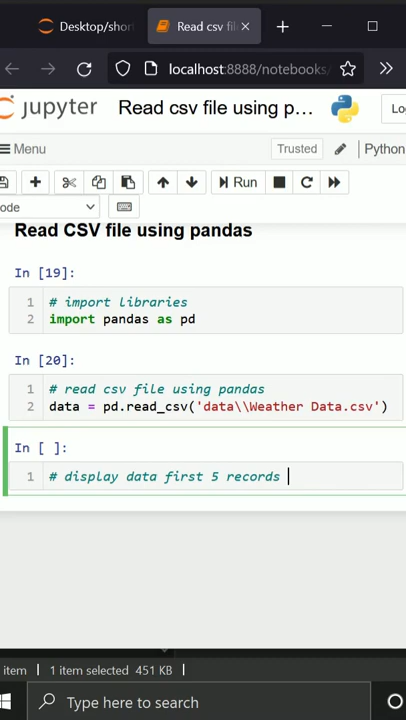 Desktop/short
Read csv fil
localhost:8888/notebooks/
jupyter Read csv file using p... Lo
Menu Trusted Python
Run
ode
Read CSV file using pandas
In [19]:
1 # import libraries
2 import pandas as pd
In [20]:
1 # read csv file using pandas
2 data = pd.read_csv('data\\Weather Data.csv')
In [ ]:
1 # display data first 5 records
item 1 item selected 451 KB
Type here to search